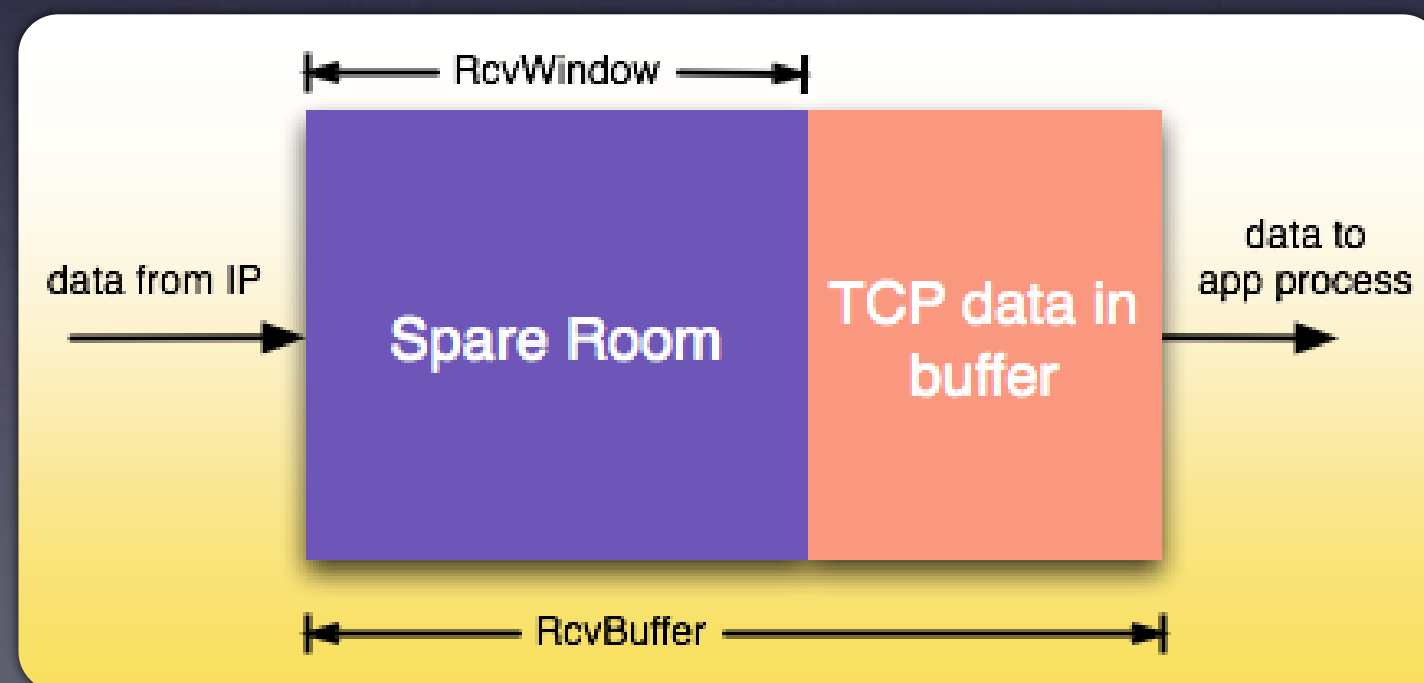 RcvWindow
data from IP
Spare Room
TCP data in
buffer
data to
app process
RcvBuffer